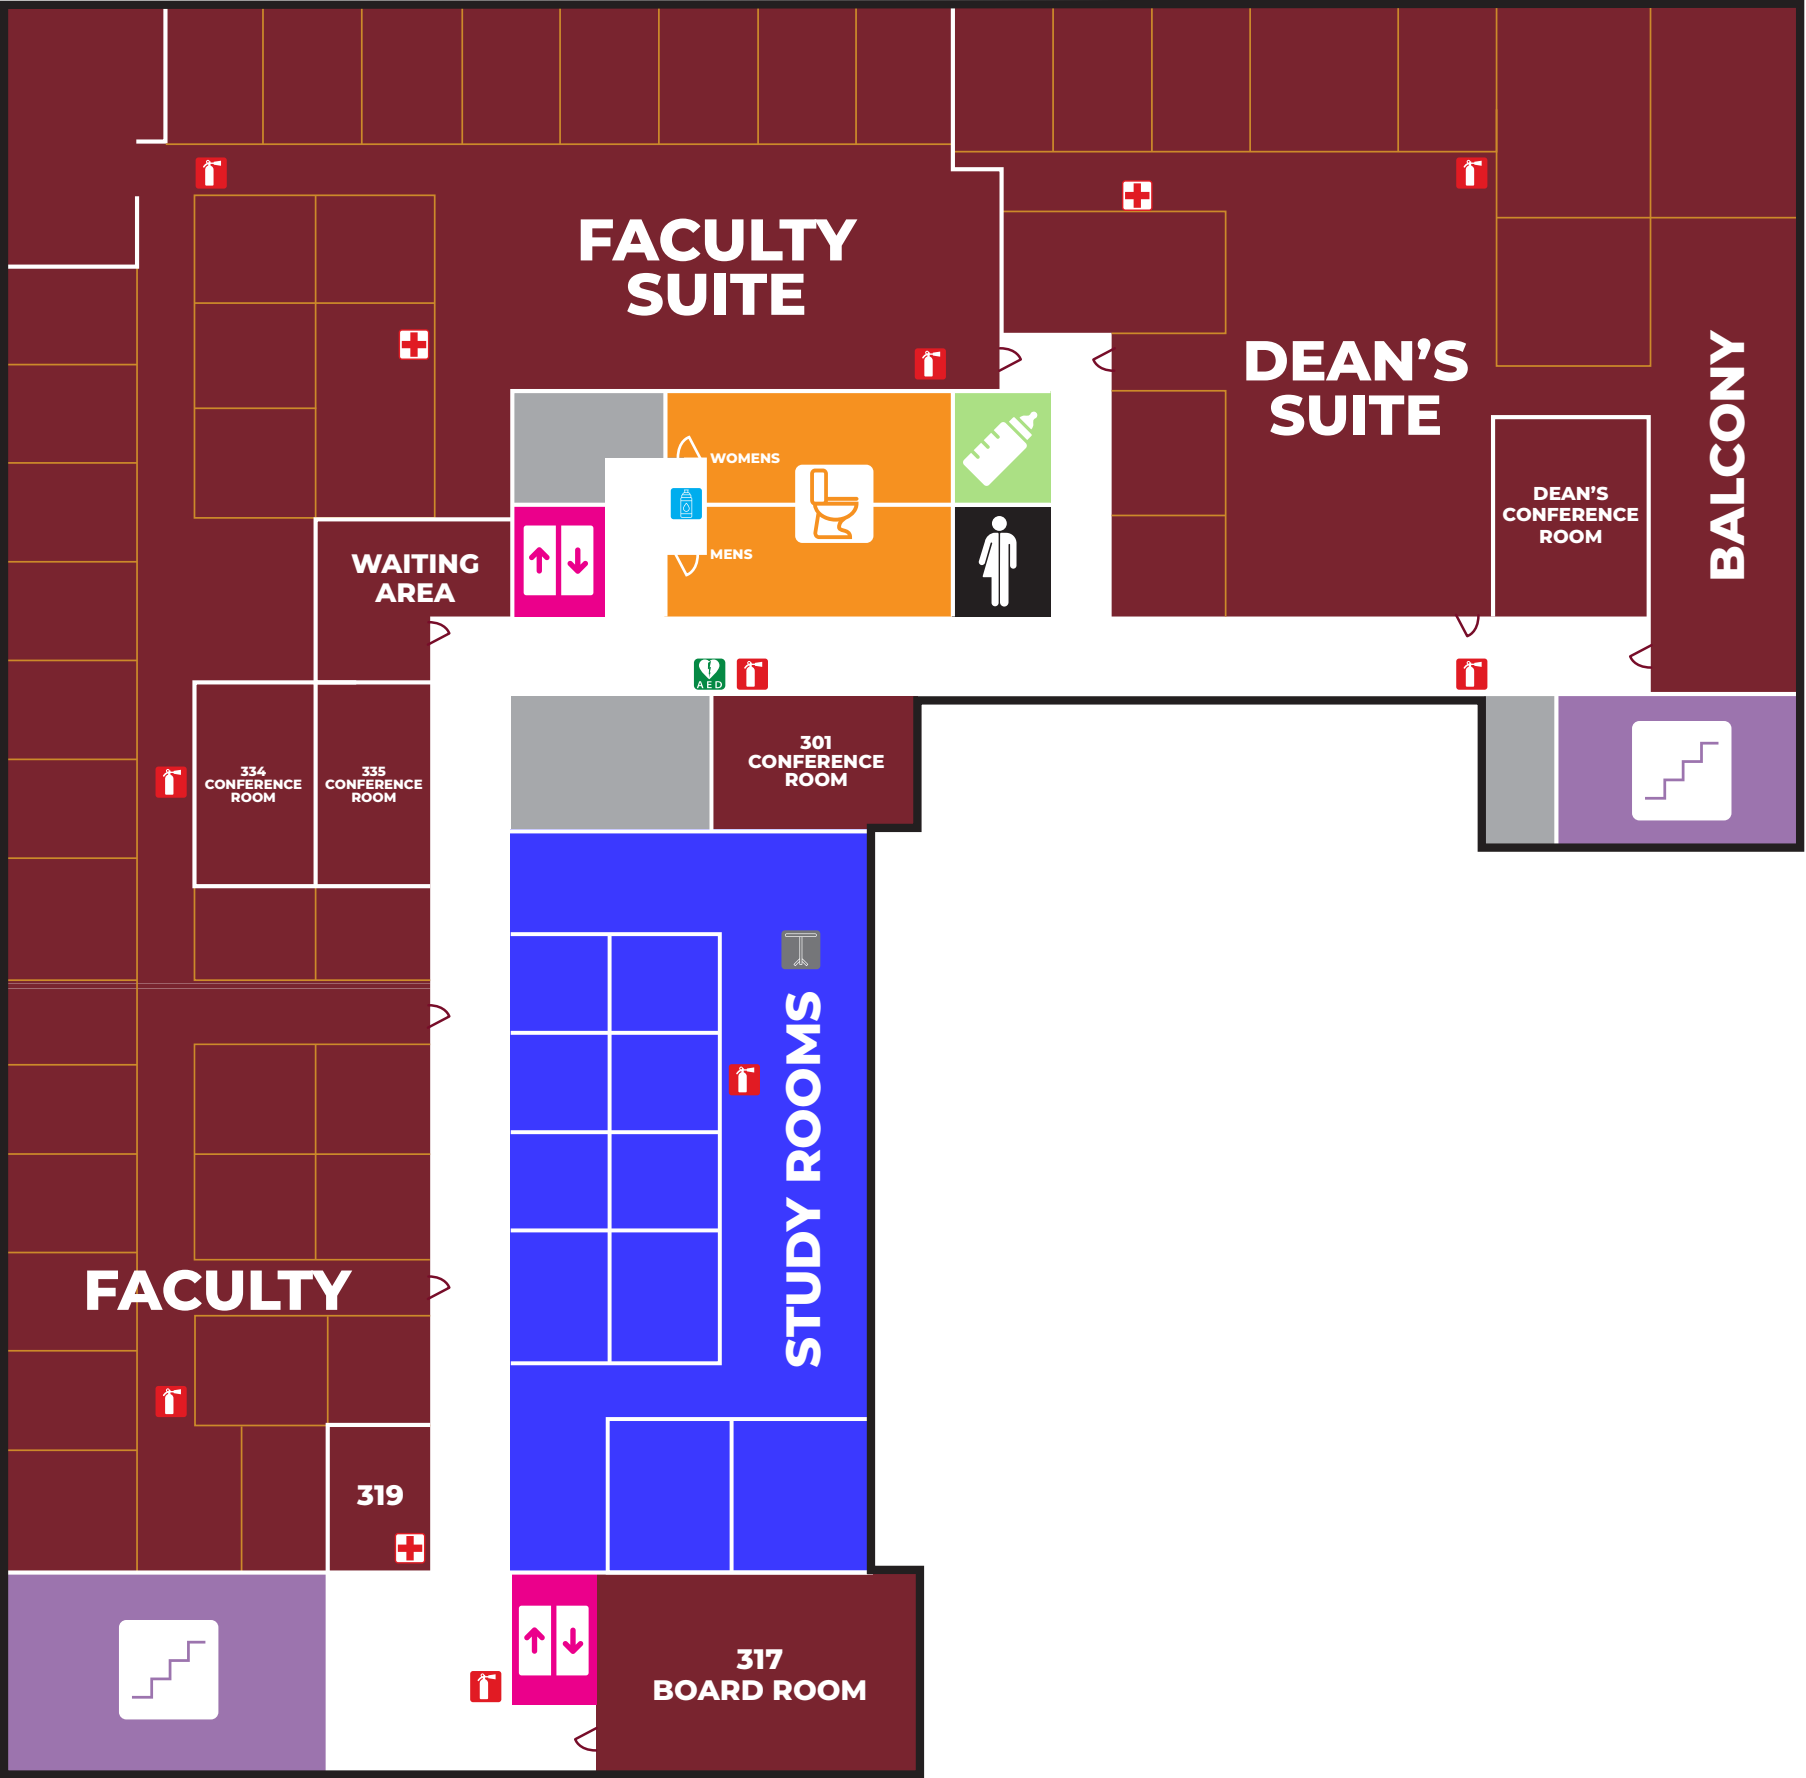 FACULTY
SUITE
DEAN'S
SUITE
BALCONY
WOMENS
MENS
DEAN'S
CONFERENCE
ROOM
WAITING
AREA
AED
301
CONFERENCE
ROOM
334
CONFERENCE
ROOM
335
CONFERENCE
ROOM
STUDY ROOMS
FACULTY
319
317
BOARD ROOM